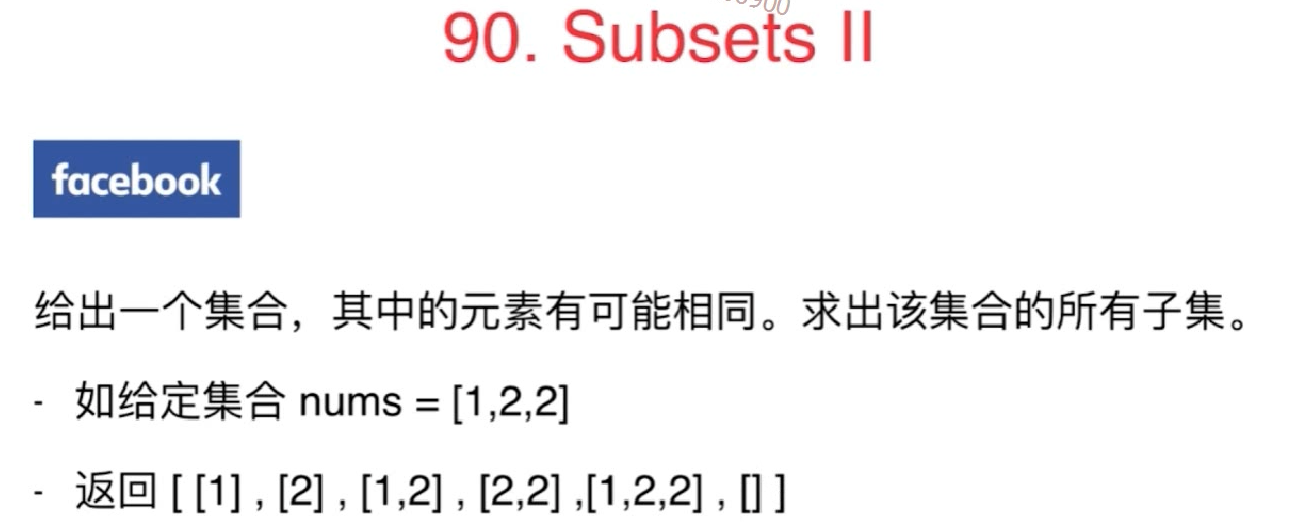 90. Subsets II
facebook
给出一个集合，其中的元素有可能相同。求出该集合的所有子集。
- 如给定集合 nums = [1,2,2]
- 返回 [ [1] , [2] , [1,2] , [2,2] ,[1,2,2] , [] ]